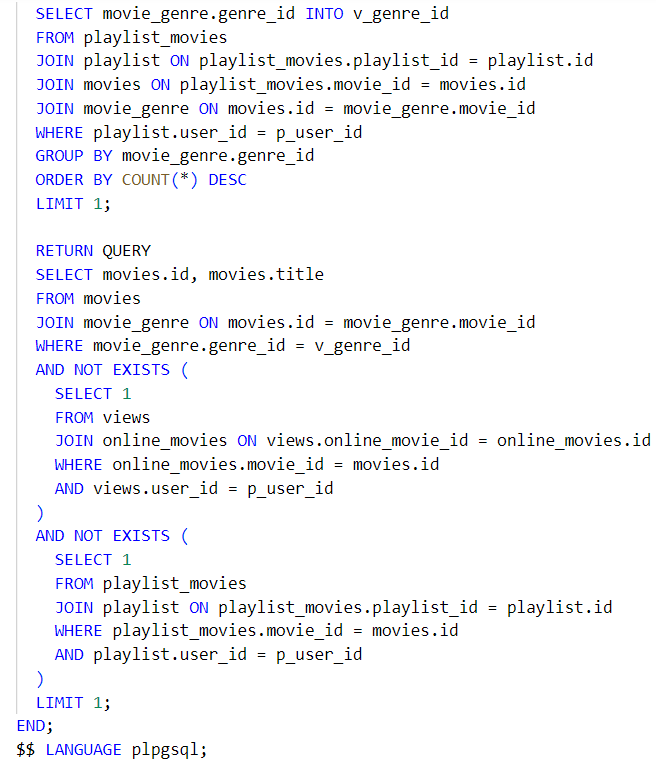 SELECT movie_genre.genre_id INTO v_genre_id
FROM playlist_movies
JOIN playlist ON playlist_movies.playlist_id = playlist.id
JOIN movies ON playlist_movies.movie_id = movies.id
JOIN movie_genre ON movies.id = movie_genre.movie_id
WHERE playlist.user_id = p_user_id
GROUP BY movie_genre.genre_id
ORDER BY COUNT(*) DESC
LIMIT 1;
RETURN QUERY
SELECT movies.id, movies.title
FROM movies
JOIN movie_genre ON movies.id = movie_genre.movie_id
WHERE movie_genre.genre_id = v_genre_id
AND NOT EXISTS (
SELECT 1
FROM views
JOIN online_movies ON views.online_movie_id = online_movies.id
WHERE online_movies.movie_id = movies.id
AND views.user_id = p_user_id
)
AND NOT EXISTS (
SELECT 1
FROM playlist_movies
JOIN playlist ON playlist_movies.playlist_id = playlist.id
WHERE playlist_movies.movie_id = movies.id
AND playlist.user_id = p_user_id
)
LIMIT 1;
END;
$$ LANGUAGE plpgsql;